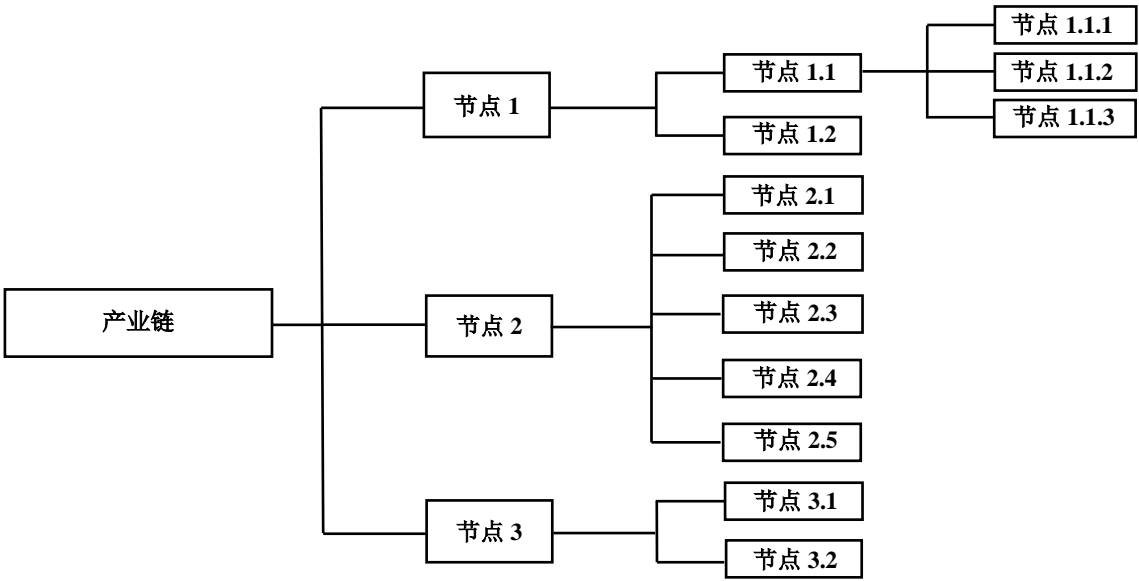 节点 1.1.1
节点 1.1
节点 1.1.2
节点 1
节点 1.1.3
节点 1.2
节点 2.1
节点 2.2
产业链
节点 2
节点 2.3
节点 2.4
节点 2.5
节点 3.1
节点 3
节点 3.2